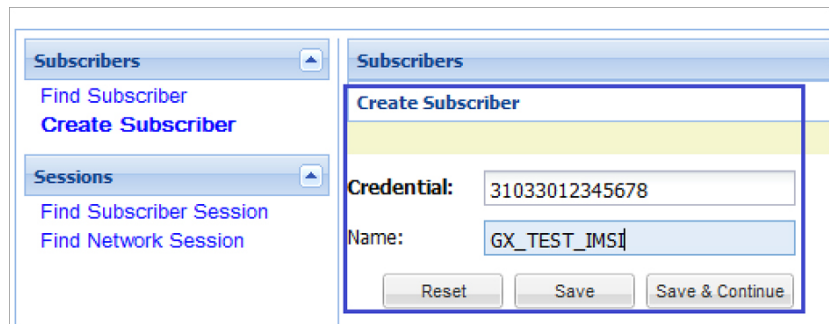 Subscribers
Find Subscriber
Create Subscriber
Sessions
Find Subscriber Session
Find Network Session
Subscribers
Create Subscriber
Credential: 31033012345678
Name: GX_TEST_IMSI
Reset Save Save & Continue